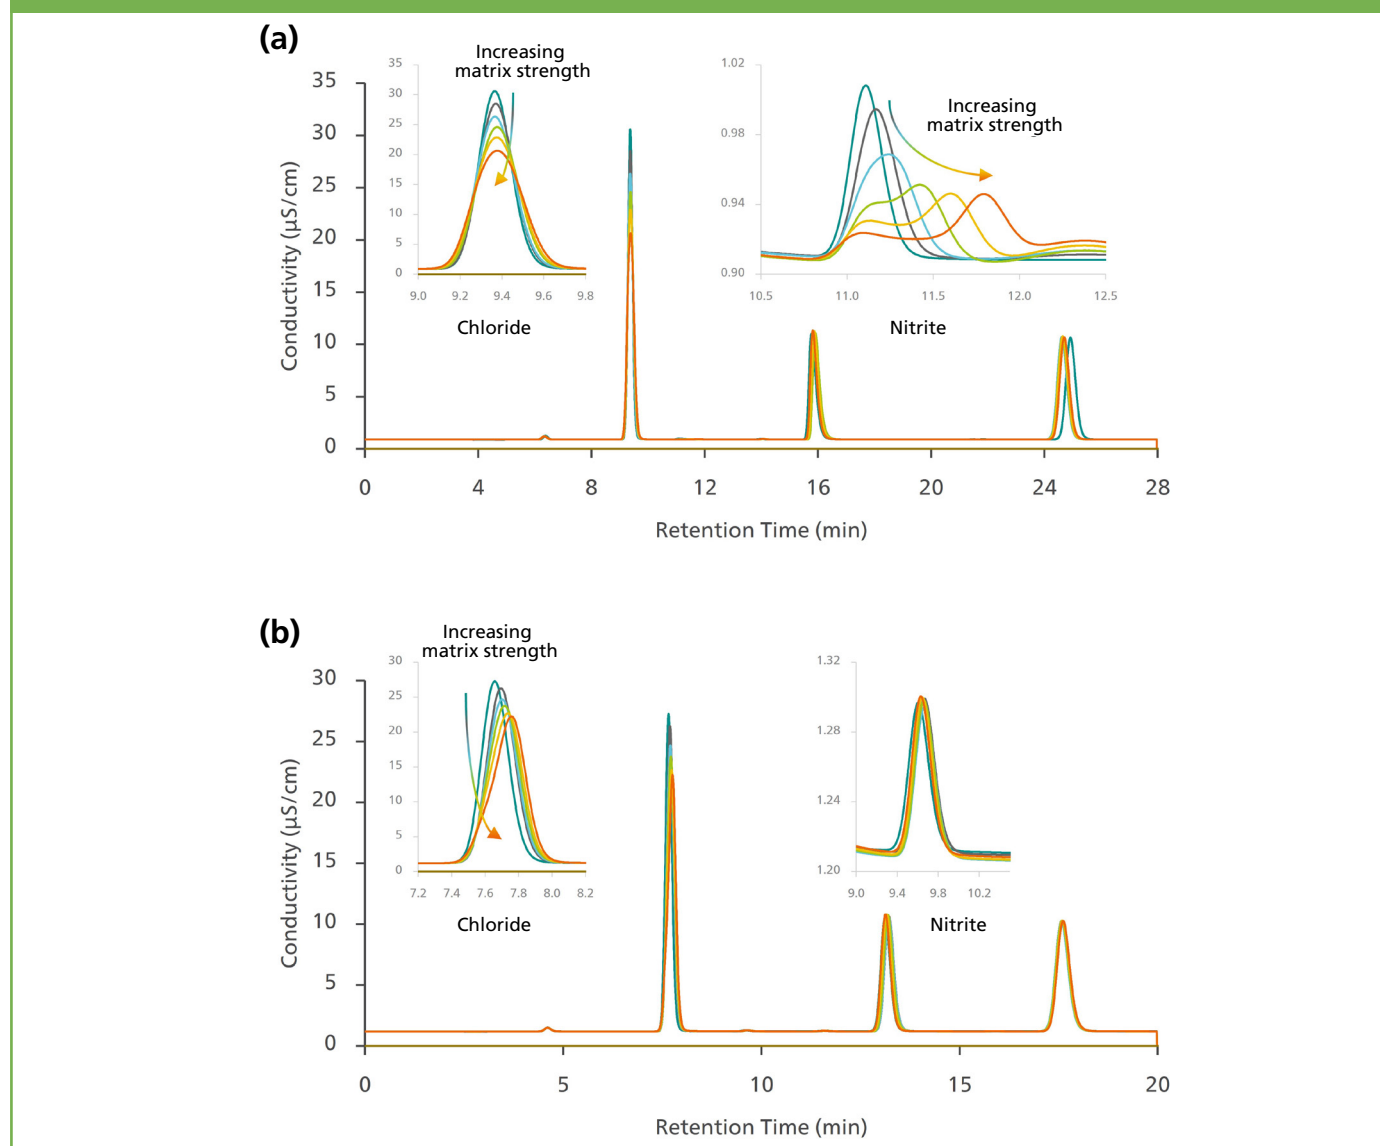 (a)
Increasing
matrix strength
35
30
25
20
15
10
5
0
9.0 9.2 9.4 9.6 9.8
Chloride
1.02
0.98
0.94
0.90
Increasing
matrix strength
10.5 11.0 11.5 12.0 12.5
Nitrite
Conductivity (µS/cm)
35
30
25
20
15
10
5
0
0 4 8 12 16 20 24 28
Retention Time (min)
(b)
Increasing
matrix strength
30
25
20
15
10
5
0
7.2 7.4 7.6 7.8 8.0 8.2
Chloride
1.32
1.28
1.24
1.20
9.0 9.4 9.8 10.2
Nitrite
Conductivity (µS/cm)
30
25
20
15
10
5
0
0 5 10 15 20
Retention Time (min)